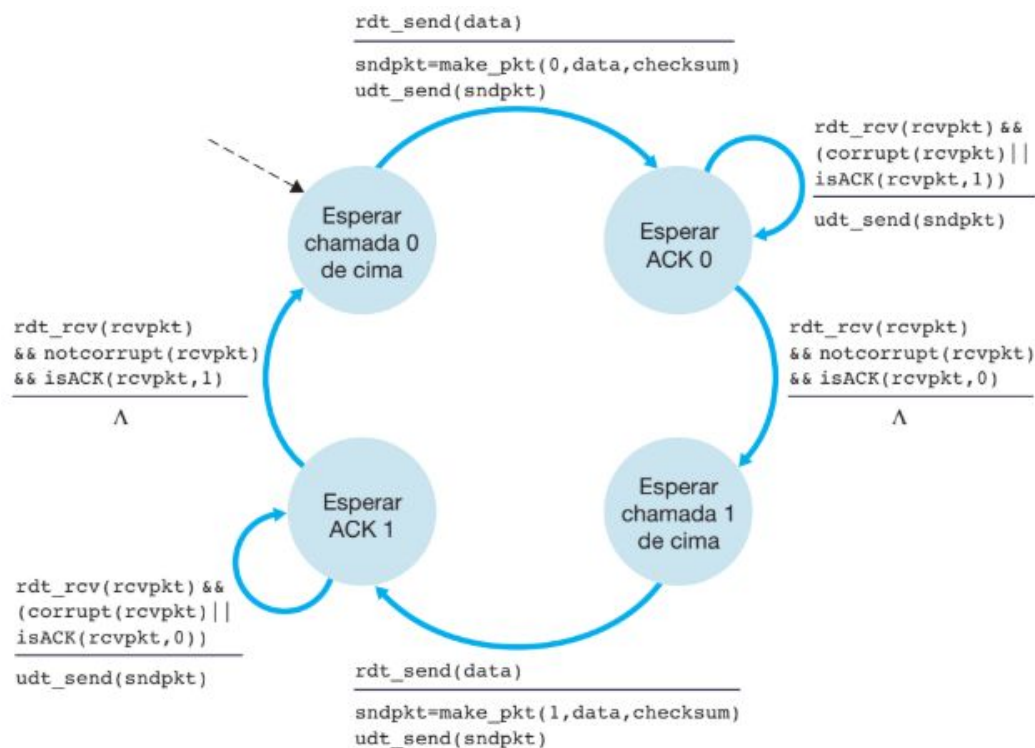 rdt_send(data)
sndpkt=make_pkt(0,data,checksum)
udt_send(sndpkt)
rdt_rcv(rcvpkt) &&
(corrupt(rcvpkt)||
isACK(rcvpkt,1))
udt_send(sndpkt)
Esperar
chamada 0
de cima
Esperar
ACK 0
rdt_rcv(rcvpkt)
&& notcorrupt(rcvpkt)
&& isACK(rcvpkt,1)
Λ
rdt_rcv(rcvpkt)
&& notcorrupt(rcvpkt)
&& isACK(rcvpkt,0)
Λ
Esperar
ACK 1
Esperar
chamada 1
de cima
rdt_rcv(rcvpkt) &&
(corrupt(rcvpkt)||
isACK(rcvpkt,0))
udt_send(sndpkt)
rdt_send(data)
sndpkt=make_pkt(1,data,checksum)
udt_send(sndpkt)